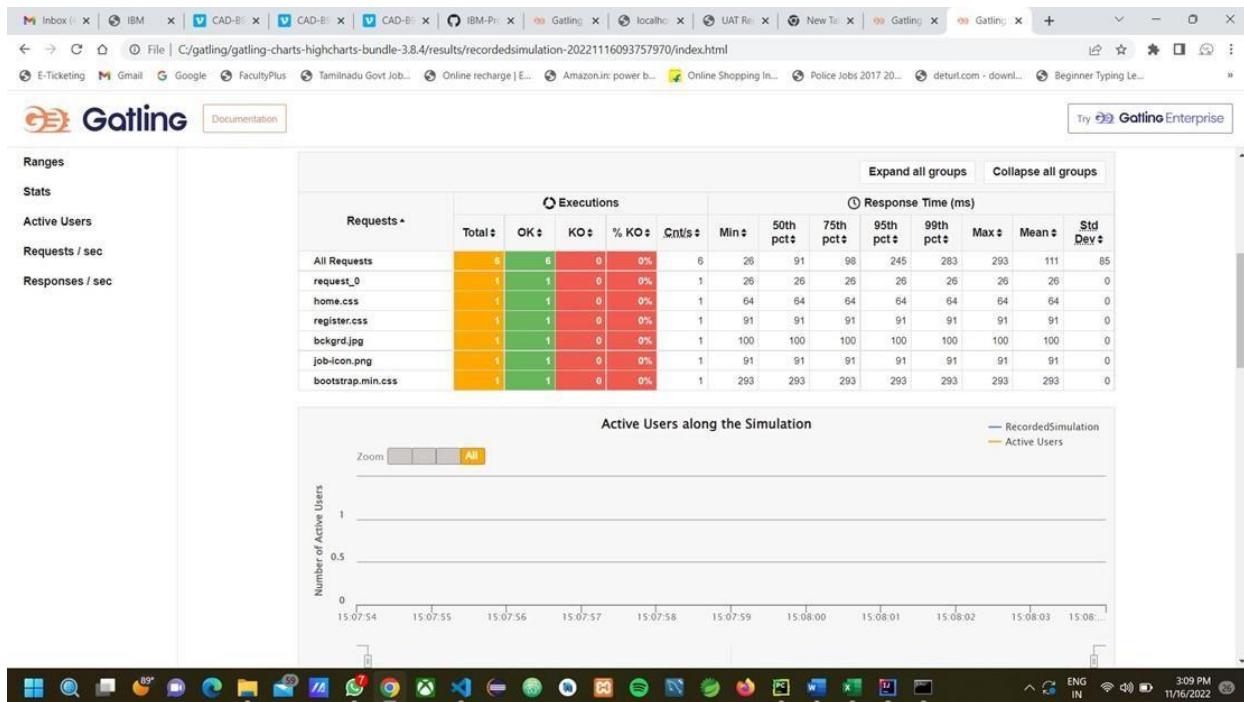 Inbox (
IBM
CAD-BS
CAD-BS
CAD-BS
IBM-Pro
Gatling
localho
UAT Re
New Ta
Gatling
Gatling
File | C:/gatling/gatling-charts-highcharts-bundle-3.8.4/results/recordedsimulation-20221116093757970/index.html
E-Ticketing Gmail Google FacultyPlus Tamilnadu Govt Job... Online recharge | E... Amazon.in: power b... Online Shopping In... Police Jobs 2017 20... deturl.com - downl... Beginner Typing Le... »
Gatling Documentation Try Gatling Enterprise
Ranges
Stats
Active Users
Requests / sec
Responses / sec
Expand all groups Collapse all groups
Executions Response Time (ms)
Requests Total OK KO % KO Cnt/s Min 50th pct 75th pct 95th pct 99th pct Max Mean Std Dev
All Requests 6 6 0 0% 6 26 91 98 245 283 293 111 85
request_0 1 1 0 0% 1 26 26 26 26 26 26 26 0
home.css 1 1 0 0% 1 64 64 64 64 64 64 64 0
register.css 1 1 0 0% 1 91 91 91 91 91 91 91 0
bckgrd.jpg 1 1 0 0% 1 100 100 100 100 100 100 100 0
job-icon.png 1 1 0 0% 1 91 91 91 91 91 91 91 0
bootstrap.min.css 1 1 0 0% 1 293 293 293 293 293 293 293 0
Active Users along the Simulation
RecordedSimulation
Active Users
Zoom All
Number of Active Users
1
0.5
0
15:07:54 15:07:55 15:07:56 15:07:57 15:07:58 15:07:59 15:08:00 15:08:01 15:08:02 15:08:03 15:08:...
89°
59
7
ENG
IN
3:09 PM
11/16/2022